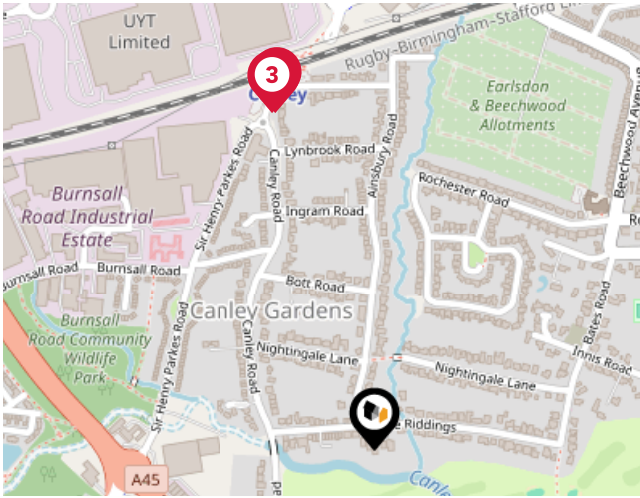 UYT
Limited
Rugby-Birmingham-Stafford Line
3
Canley
Earlsdon
& Beechwood
Allotments
Beechwood Avenue
Sir Henry Parkes Road
Canley Road
Lynbrook Road
Ainsbury Road
Rochester Road
Burnsall
Road Industrial
Estate
Ingram Road
Burnsall Road
Burnsall Road
Bott Road
Canley Gardens
Burnsall
Road Community
Wildlife
Park
Sir Henry Parkes Road
Canley Road
Nightingale Lane
Nightingale Lane
Bates Road
Innis Road
e Riddings
A45
Canle